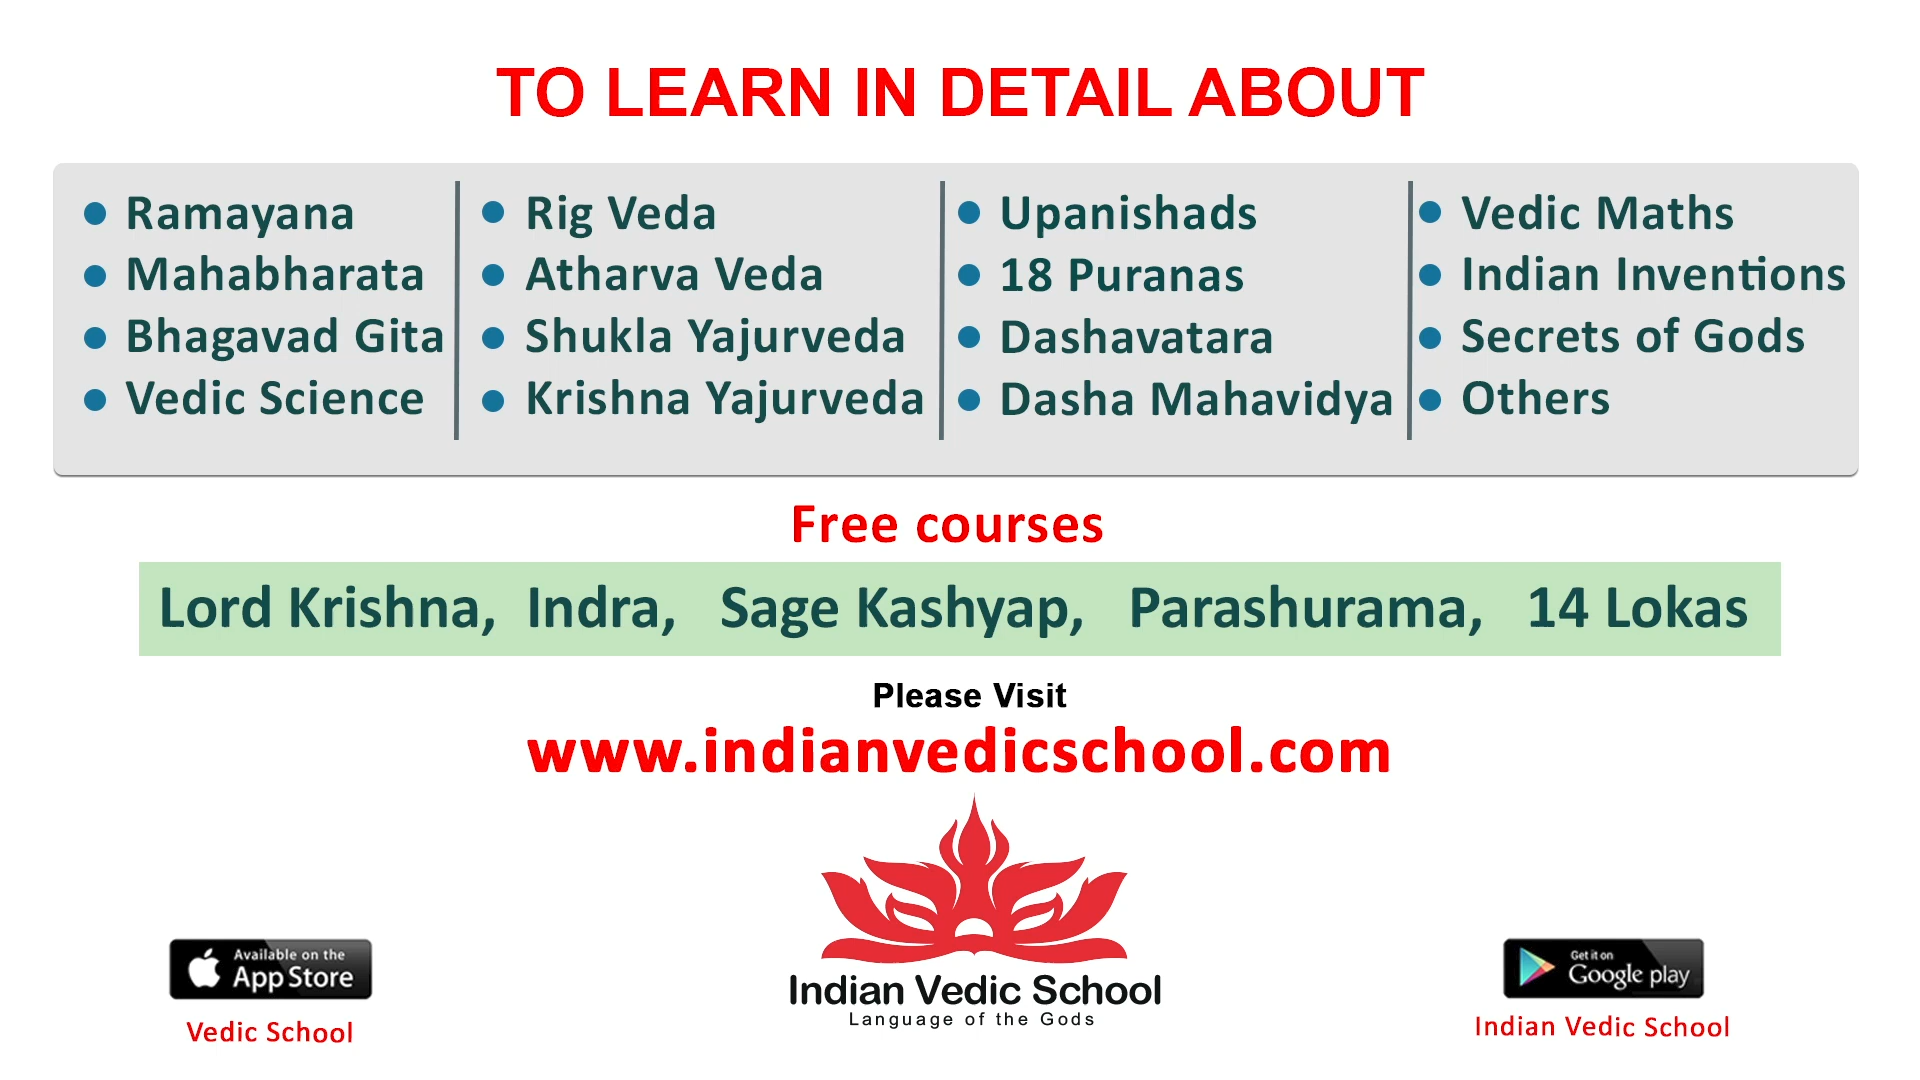 TO LEARN IN DETAIL ABOUT
Ramayana
Mahabharata
Bhagavad Gita
Vedic Science
Rig Veda
Atharva Veda
Shukla Yajurveda
Krishna Yajurveda
Upanishads
18 Puranas
Dashavatara
Dasha Mahavidya
Vedic Maths
Indian Inventions
Secrets of Gods
Others
Free courses
Lord Krishna, Indra, Sage Kashyap, Parashurama, 14 Lokas
Please Visit
www.indianvedicschool.com
Indian Vedic School
Language of the Gods
Available on the
App Store
Vedic School
Get it on
Google play
Indian Vedic School